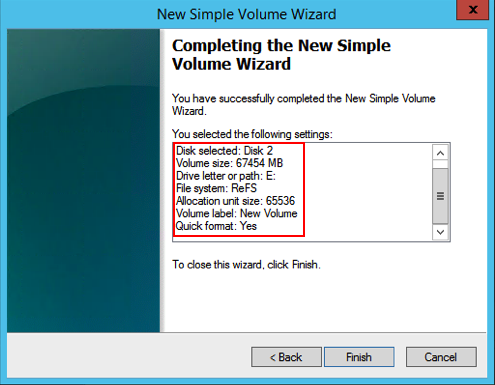 New Simple Volume Wizard
x
Completing the New Simple
Volume Wizard
You have successfully completed the New Simple Volume
Wizard.
You selected the following settings:
Disk selected: Disk 2
Volume size: 67454 MB
Drive letter or path: E:
File system: ReFS
Allocation unit size: 65536
Volume label: New Volume
Quick format: Yes
To close this wizard, click Finish.
< Back
Finish
Cancel